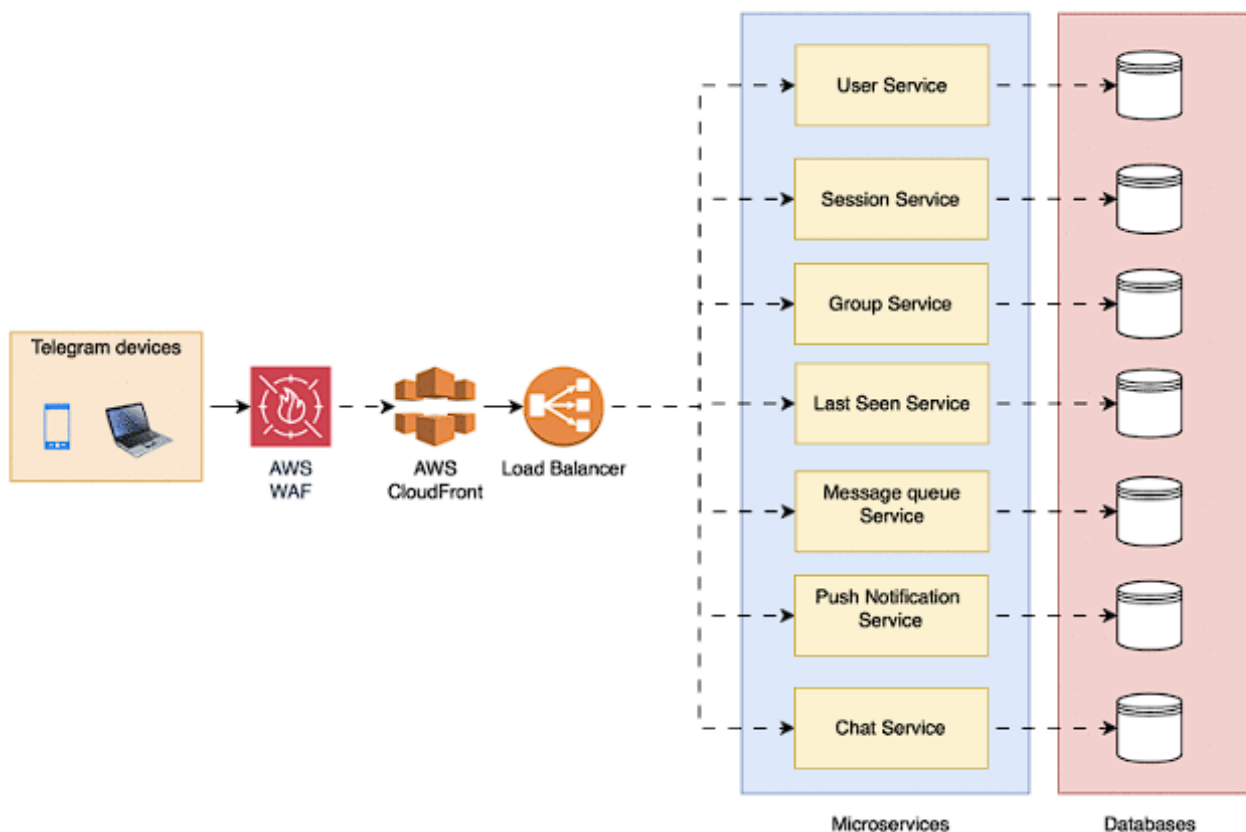 Telegram devices
AWS
WAF
AWS
CloudFront
Load Balancer
User Service
Session Service
Group Service
Last Seen Service
Message queue
Service
Push Notification
Service
Chat Service
Microservices
Databases